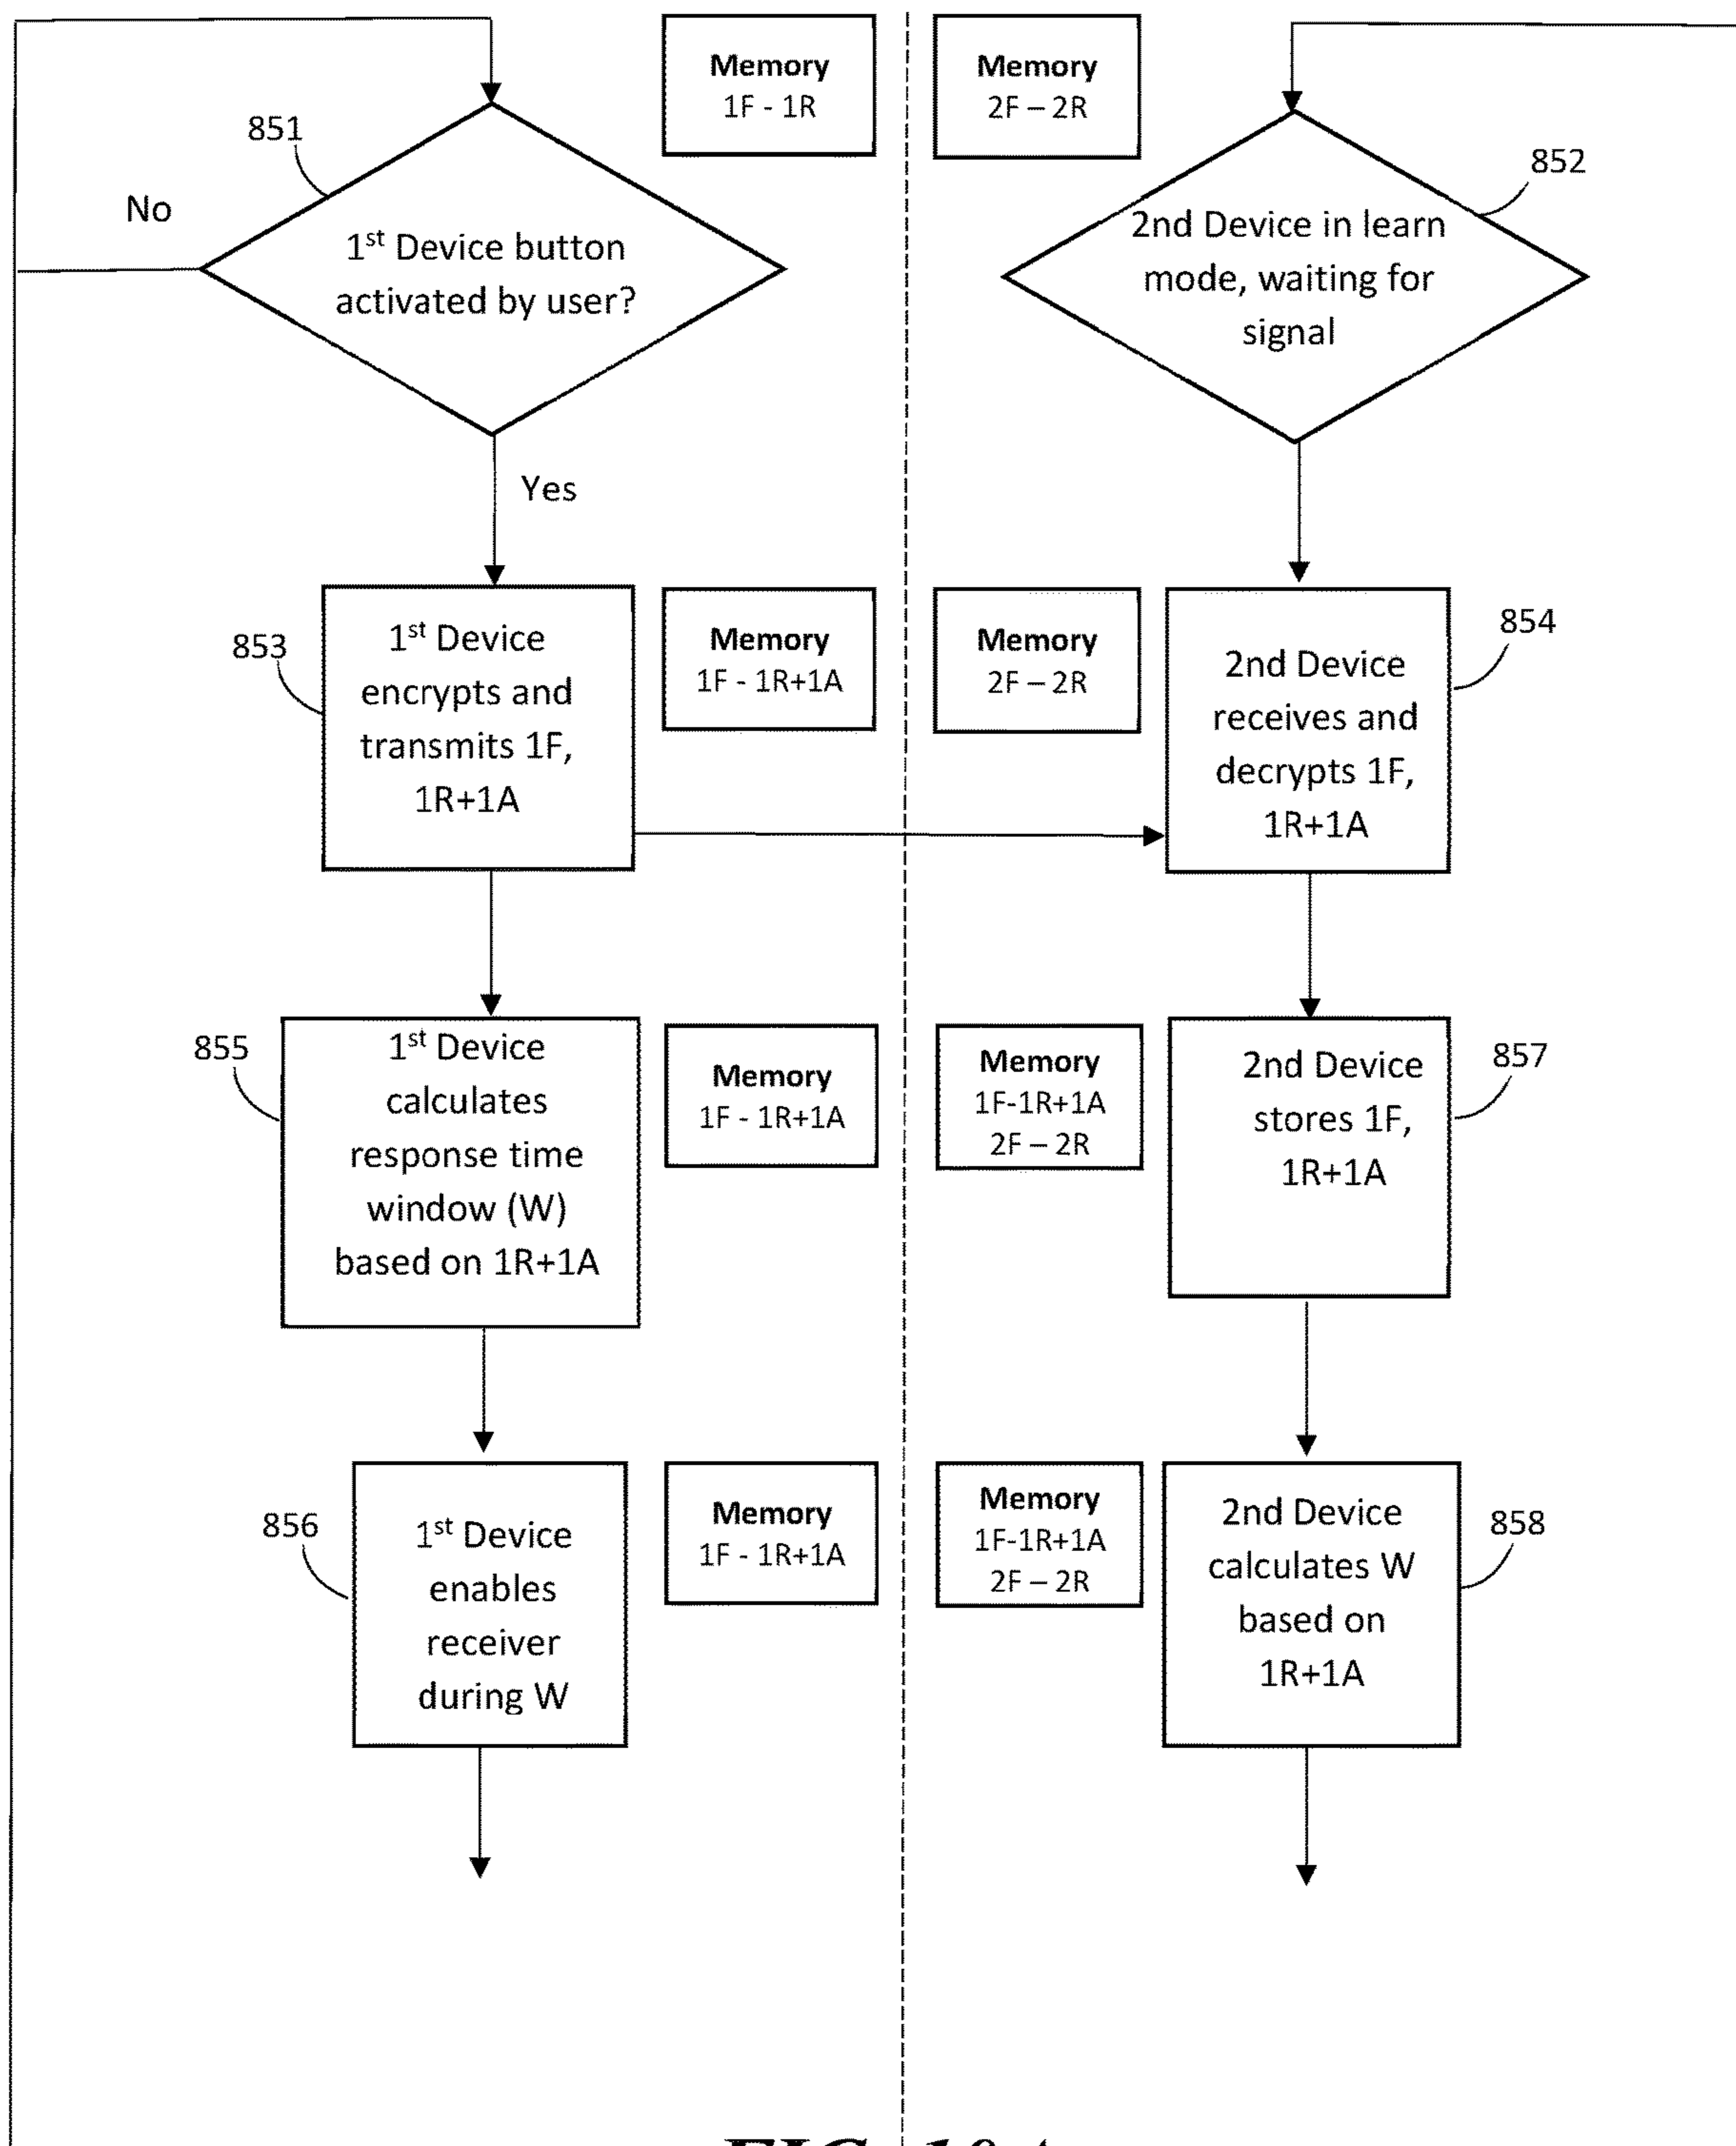 Memory
1F - 1R
Memory
2F – 2R
851
852
No
1st Device button
activated by user?
2nd Device in learn
mode, waiting for
signal
Yes
853
1st Device
encrypts and
transmits 1F,
1R+1A
Memory
1F - 1R+1A
Memory
2F – 2R
2nd Device
receives and
decrypts 1F,
1R+1A
854
855
1st Device
calculates
response time
window (W)
based on 1R+1A
Memory
1F - 1R+1A
Memory
1F-1R+1A
2F – 2R
2nd Device
stores 1F,
1R+1A
857
856
1st Device
enables
receiver
during W
Memory
1F - 1R+1A
Memory
1F-1R+1A
2F – 2R
2nd Device
calculates W
based on
1R+1A
858